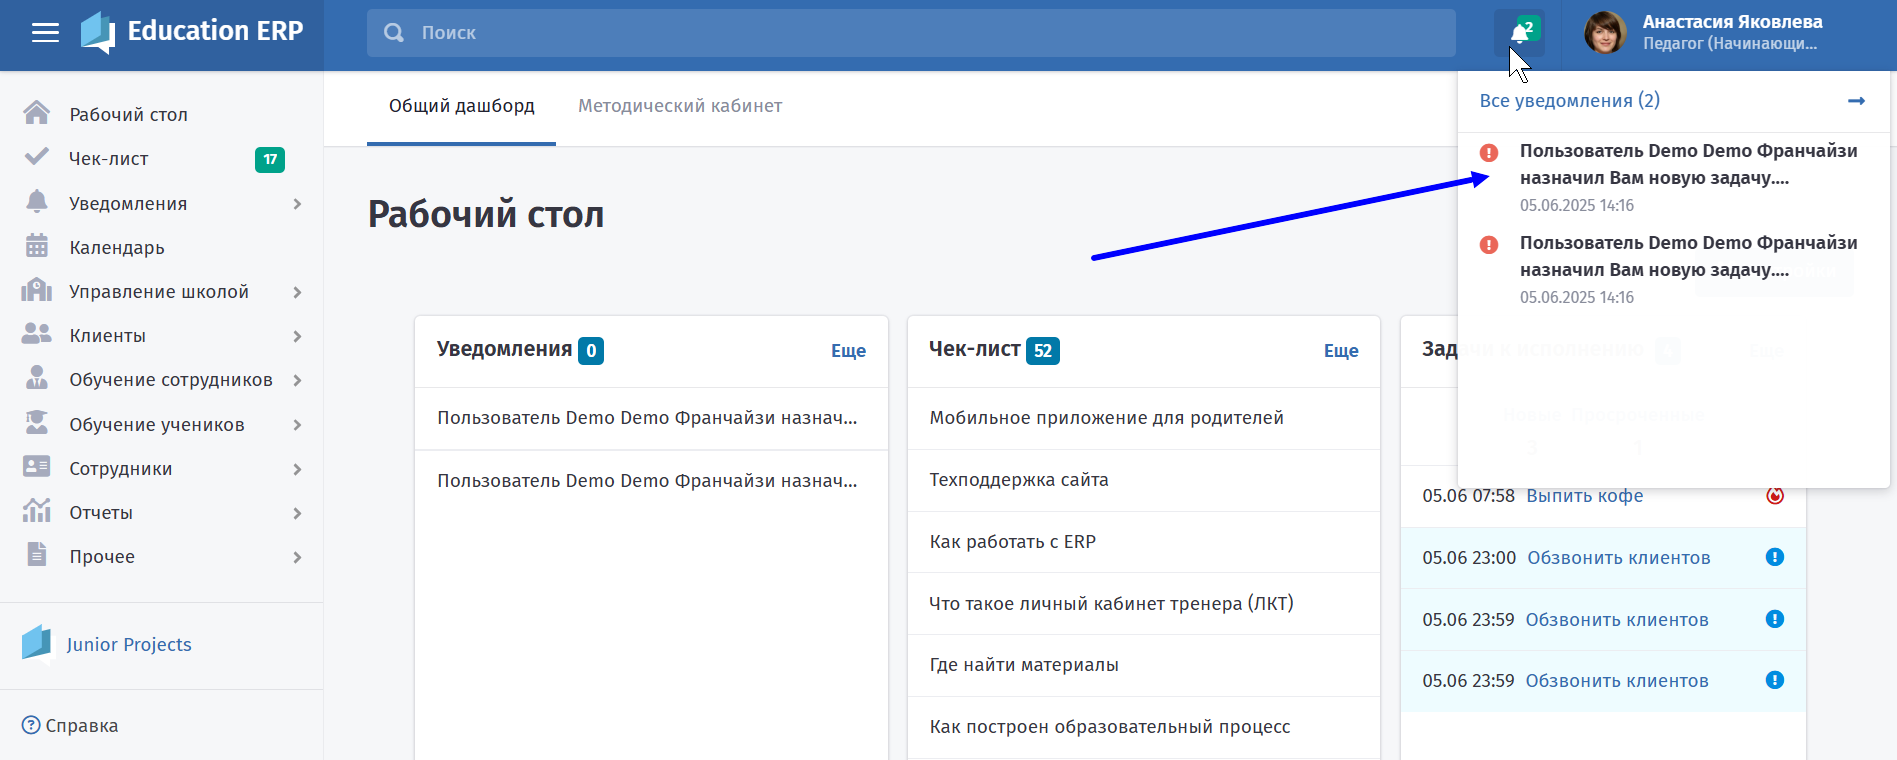 Education ERP
Поиск
2
Анастасия Яковлева
Педагог (Начинающи...
Рабочий стол
Чек-лист
17
Уведомления
Календарь
Управление школой
Клиенты
Обучение сотрудников
Обучение учеников
Сотрудники
Отчеты
Прочее
Junior Projects
Справка
Общий дашборд
Методический кабинет
Рабочий стол
Все уведомления (2)
Пользователь Demo Demo Франчайзи
назначил Вам новую задачу....
05.06.2025 14:16
Пользователь Demo Demo Франчайзи
назначил Вам новую задачу....
05.06.2025 14:16
Уведомления 0
Еще
Пользователь Demo Demo Франчайзи назнач...
Пользователь Demo Demo Франчайзи назнач...
Чек-лист 52
Еще
Мобильное приложение для родителей
Техподдержка сайта
Как работать с ERP
Что такое личный кабинет тренера (ЛКТ)
Где найти материалы
Как построен образовательный процесс
Задачи к исполнению
3
1
05.06 07:58 Выпить кофе
05.06 23:00 Обзвонить клиентов
05.06 23:59 Обзвонить клиентов
05.06 23:59 Обзвонить клиентов